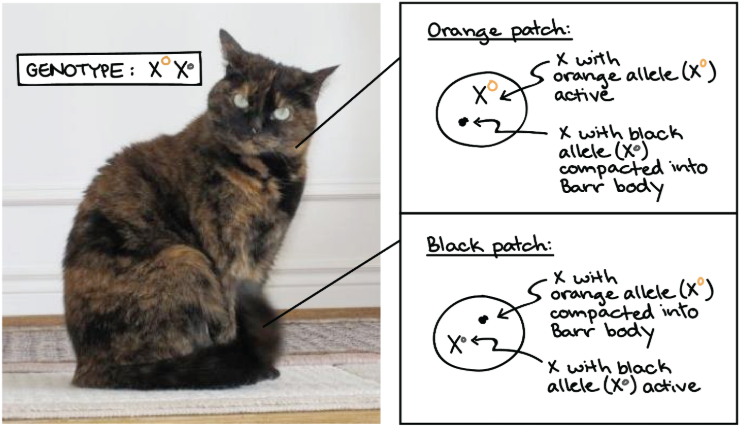 GENOTYPE: X^O X^o
Orange patch:
X with
orange allele (X^O)
active
X^O
X with black
allele (X^o)
compacted into
Barr body
Black patch:
X with
orange allele (X^O)
compacted into
Barr body
X^o
X with black
allele (X^o) active